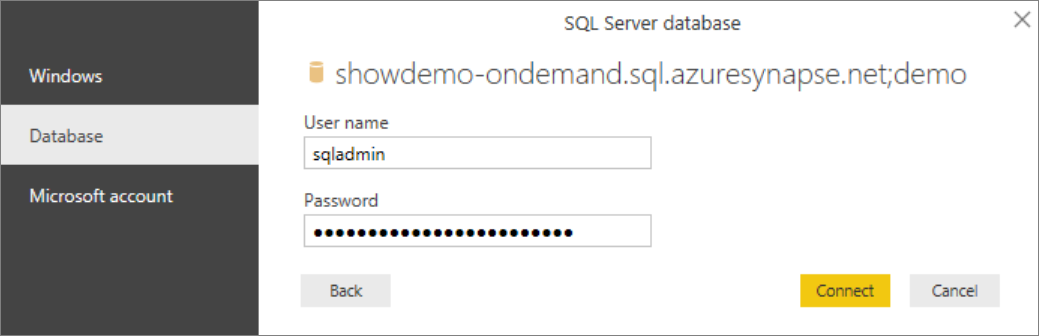 SQL Server database
Windows
Database
Microsoft account
showdemo-ondemand.sql.azuresynapse.net;demo
User name
sqladmin
Password
••••••••••••••••••••••••
Back
Connect
Cancel